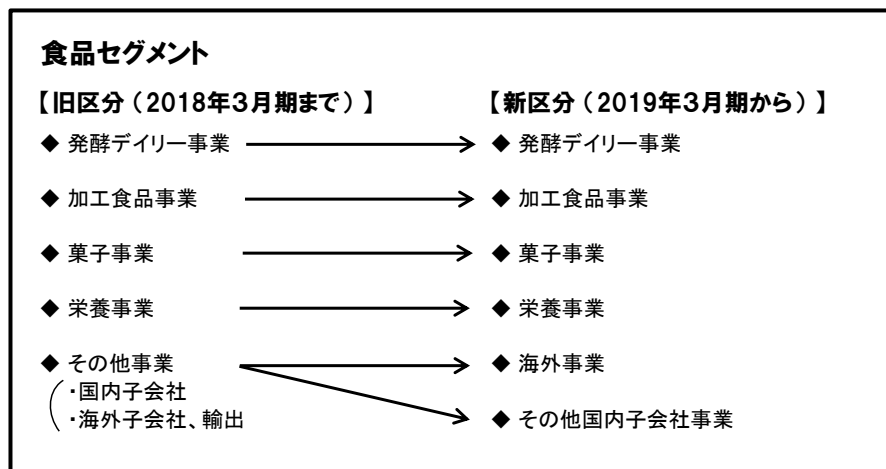 食品セグメント
【旧区分（2018年3月期まで）】 【新区分（2019年3月期から）】
◆ 発酵デイリー事業 ◆ 発酵デイリー事業
◆ 加工食品事業 ◆ 加工食品事業
◆ 菓子事業 ◆ 菓子事業
◆ 栄養事業 ◆ 栄養事業
◆ その他事業 ◆ 海外事業
・国内子会社
・海外子会社、輸出 ◆ その他国内子会社事業